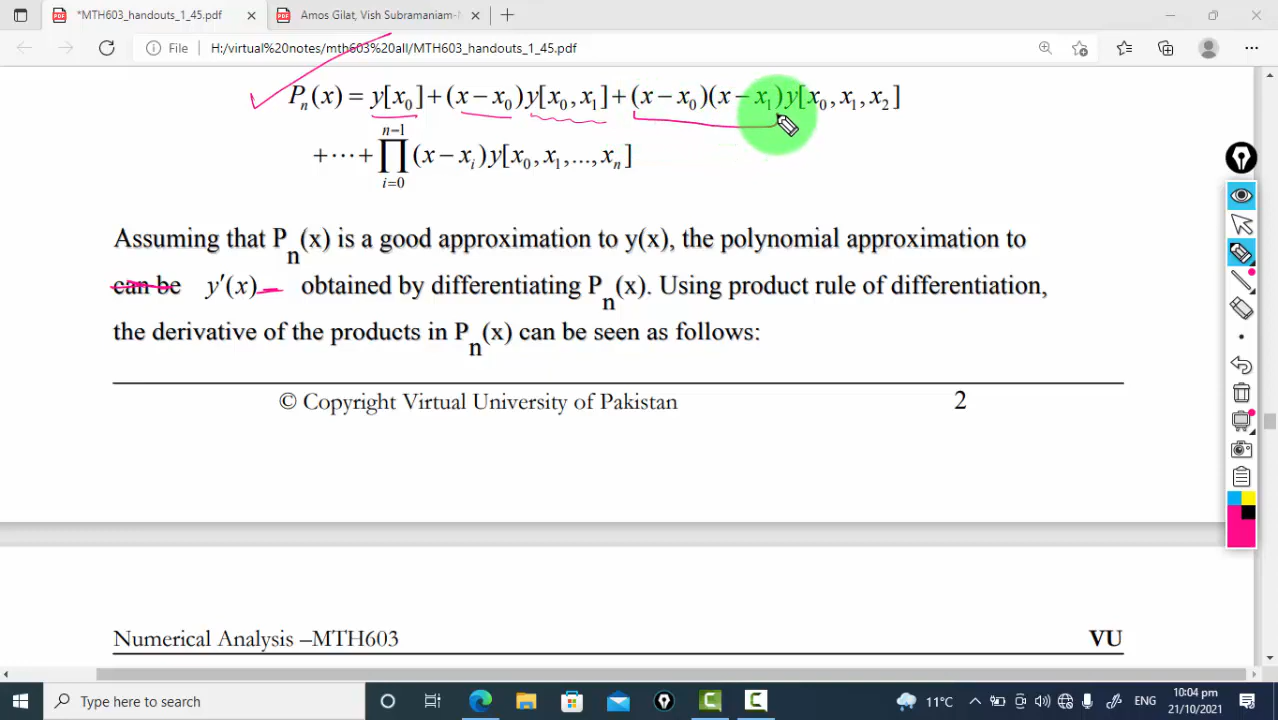 *MTH603_handouts_1_45.pdf
Amos Gilat, Vish Subramaniam-
File H:/virtual%20notes/mth603%20all/MTH603_handouts_1_45.pdf
Pₙ(x) = y[x₀] + (x − x₀)y[x₀, x₁] + (x − x₀)(x − x₁)y[x₀, x₁, x₂]
+ ⋯ + ∏ᵢ₌₀ⁿ⁻¹ (x − xᵢ)y[x₀, x₁, ..., xₙ]
Assuming that Pₙ(x) is a good approximation to y(x), the polynomial approximation to
can be y′(x) obtained by differentiating Pₙ(x). Using product rule of differentiation,
the derivative of the products in Pₙ(x) can be seen as follows:
© Copyright Virtual University of Pakistan 2
Numerical Analysis –MTH603 VU
Type here to search
11°C
ENG
10:04 pm
21/10/2021